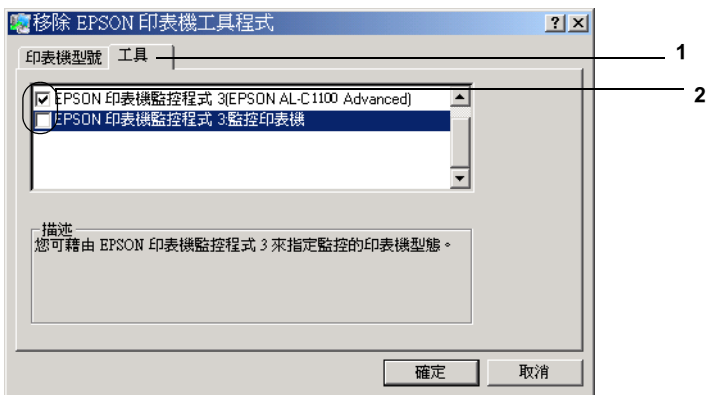 移除 EPSON 印表機工具程式
印表機型號 工具
1
EPSON 印表機監控程式 3(EPSON AL-C1100 Advanced)
2
EPSON 印表機監控程式 3:監控印表機
描述
您可藉由 EPSON 印表機監控程式 3 來指定監控的印表機型態。
確定 取消